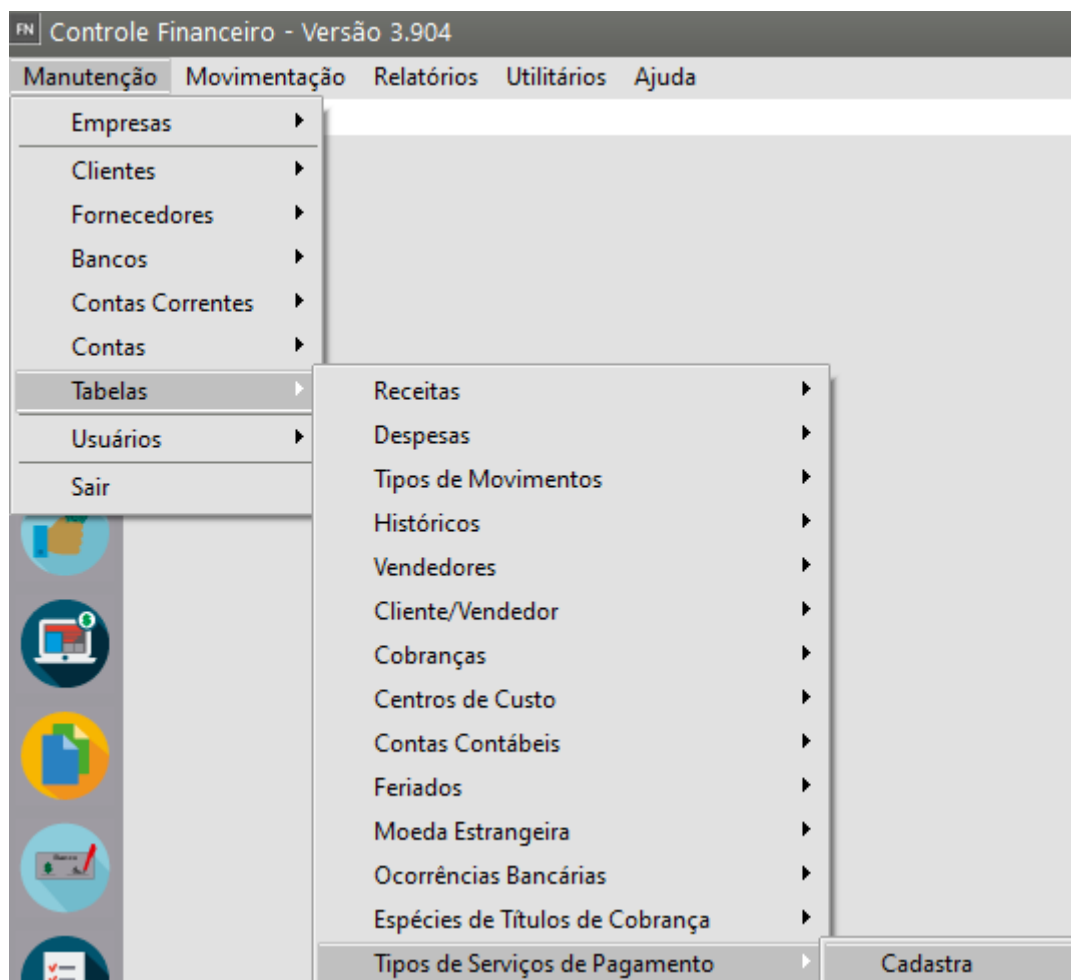 FN Controle Financeiro - Versão 3.904
Manutenção Movimentação Relatórios Utilitários Ajuda
Empresas
Clientes
Fornecedores
Bancos
Contas Correntes
Contas
Tabelas
Usuários
Sair
Receitas
Despesas
Tipos de Movimentos
Históricos
Vendedores
Cliente/Vendedor
Cobranças
Centros de Custo
Contas Contábeis
Feriados
Moeda Estrangeira
Ocorrências Bancárias
Espécies de Títulos de Cobrança
Tipos de Serviços de Pagamento
Cadastra